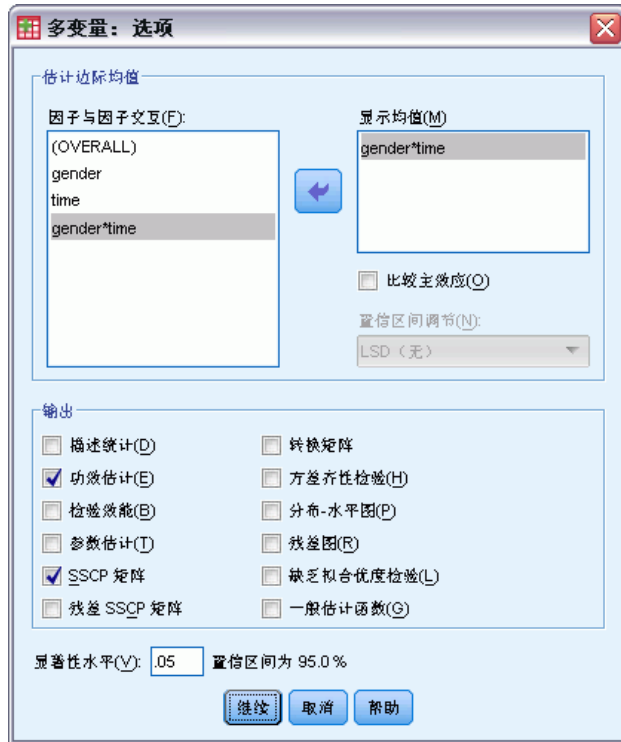 多变量：选项
估计边际均值
因子与因子交互(F):
(OVERALL)
gender
time
gender*time
显示均值(M)
gender*time
比较主效应(O)
置信区间调节(N):
LSD（无）
输出
描述统计(D)
功效估计(E)
检验效能(B)
参数估计(T)
SSCP 矩阵
残差 SSCP 矩阵
转换矩阵
方差齐性检验(H)
分布-水平图(P)
残差图(R)
缺乏拟合优度检验(L)
一般估计函数(G)
显著性水平(V): .05 置信区间为 95.0%
继续 取消 帮助